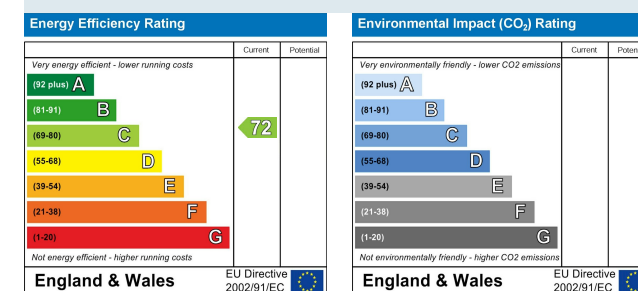 Energy Efficiency Rating
Current Potential
Very energy efficient - lower running costs
(92 plus) A
(81-91) B
(69-80) C
72
(55-68) D
(39-54) E
(21-38) F
(1-20) G
Not energy efficient - higher running costs
England & Wales
EU Directive
2002/91/EC
Environmental Impact (CO₂) Rating
Current Poten
Very environmentally friendly - lower CO2 emissions
(92 plus) A
(81-91) B
(69-80) C
(55-68) D
(39-54) E
(21-38) F
(1-20) G
Not environmentally friendly - higher CO2 emissions
England & Wales
EU Directive
2002/91/EC